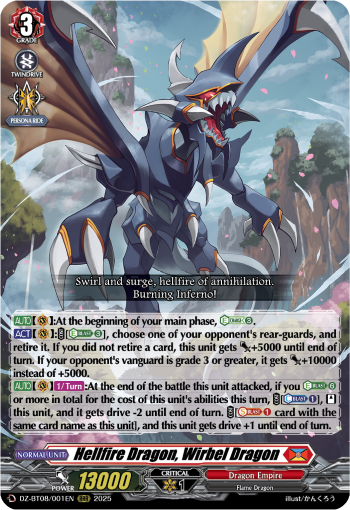 3
GRADE
TWINDRIVE
PERSONA RIDE
Swirl and surge, hellfire of annihilation.
Burning Inferno!
AUTO[V]:At the beginning of your main phase, [E CHARGE 3].
ACT[V]:COST[E BLAST 3], choose one of your opponent's rear-guards, and
retire it. If you did not retire a card, this unit gets +5000 until end of
turn. If your opponent's vanguard is grade 3 or greater, it gets +10000
instead of +5000.
AUTO[V] 1/Turn:At the end of the battle this unit attacked, if you E BLAST 6
or more in total for the cost of this unit's abilities this turn, COST[C BLAST 1],
this unit, and it gets drive -2 until end of turn. COST[S BLAST 1 card with the
same card name as this unit], and this unit gets drive +1 until end of turn.
NORMAL UNIT
Hellfire Dragon, Wirbel Dragon
POWER 13000
CRITICAL
1
Dragon Empire
Flame Dragon
DZ-BT08/001EN RRR 2025
illust/かんくろう